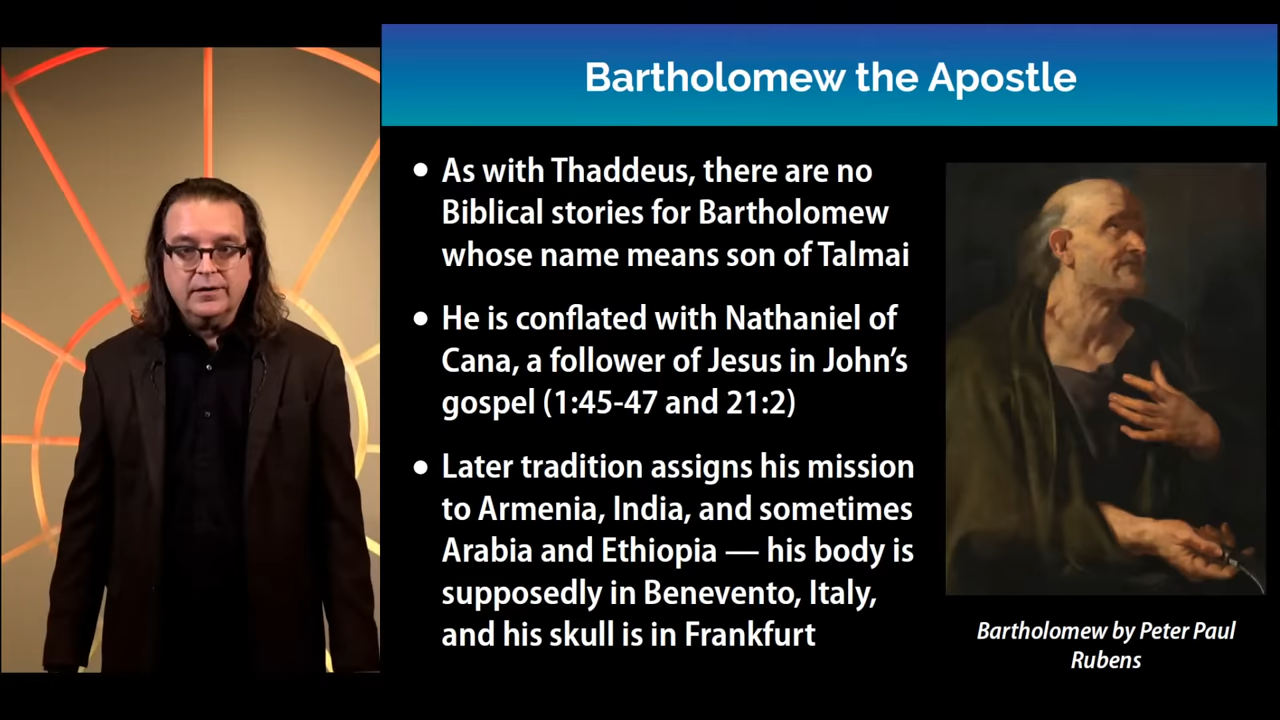 Bartholomew the Apostle
• As with Thaddeus, there are no
Biblical stories for Bartholomew
whose name means son of Talmai
• He is conflated with Nathaniel of
Cana, a follower of Jesus in John’s
gospel (1:45-47 and 21:2)
• Later tradition assigns his mission
to Armenia, India, and sometimes
Arabia and Ethiopia — his body is
supposedly in Benevento, Italy,
and his skull is in Frankfurt
Bartholomew by Peter Paul
Rubens